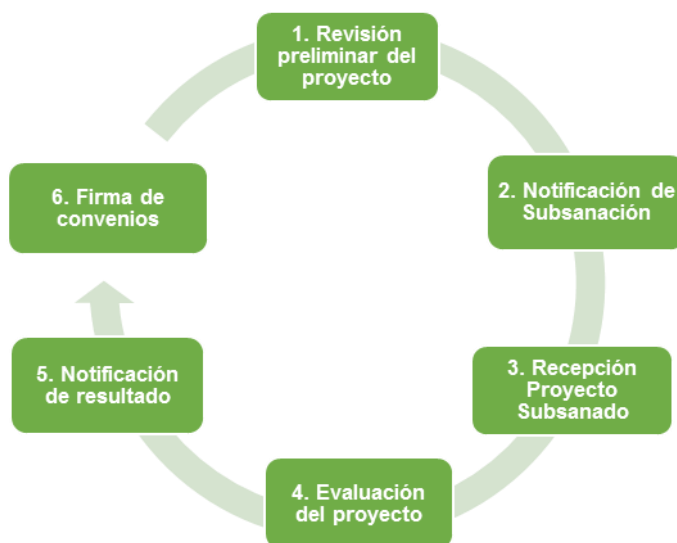 1. Revisión
preliminar del
proyecto
2. Notificación de
Subsanación
3. Recepción
Proyecto
Subsanado
4. Evaluación
del proyecto
5. Notificación
de resultado
6. Firma de
convenios